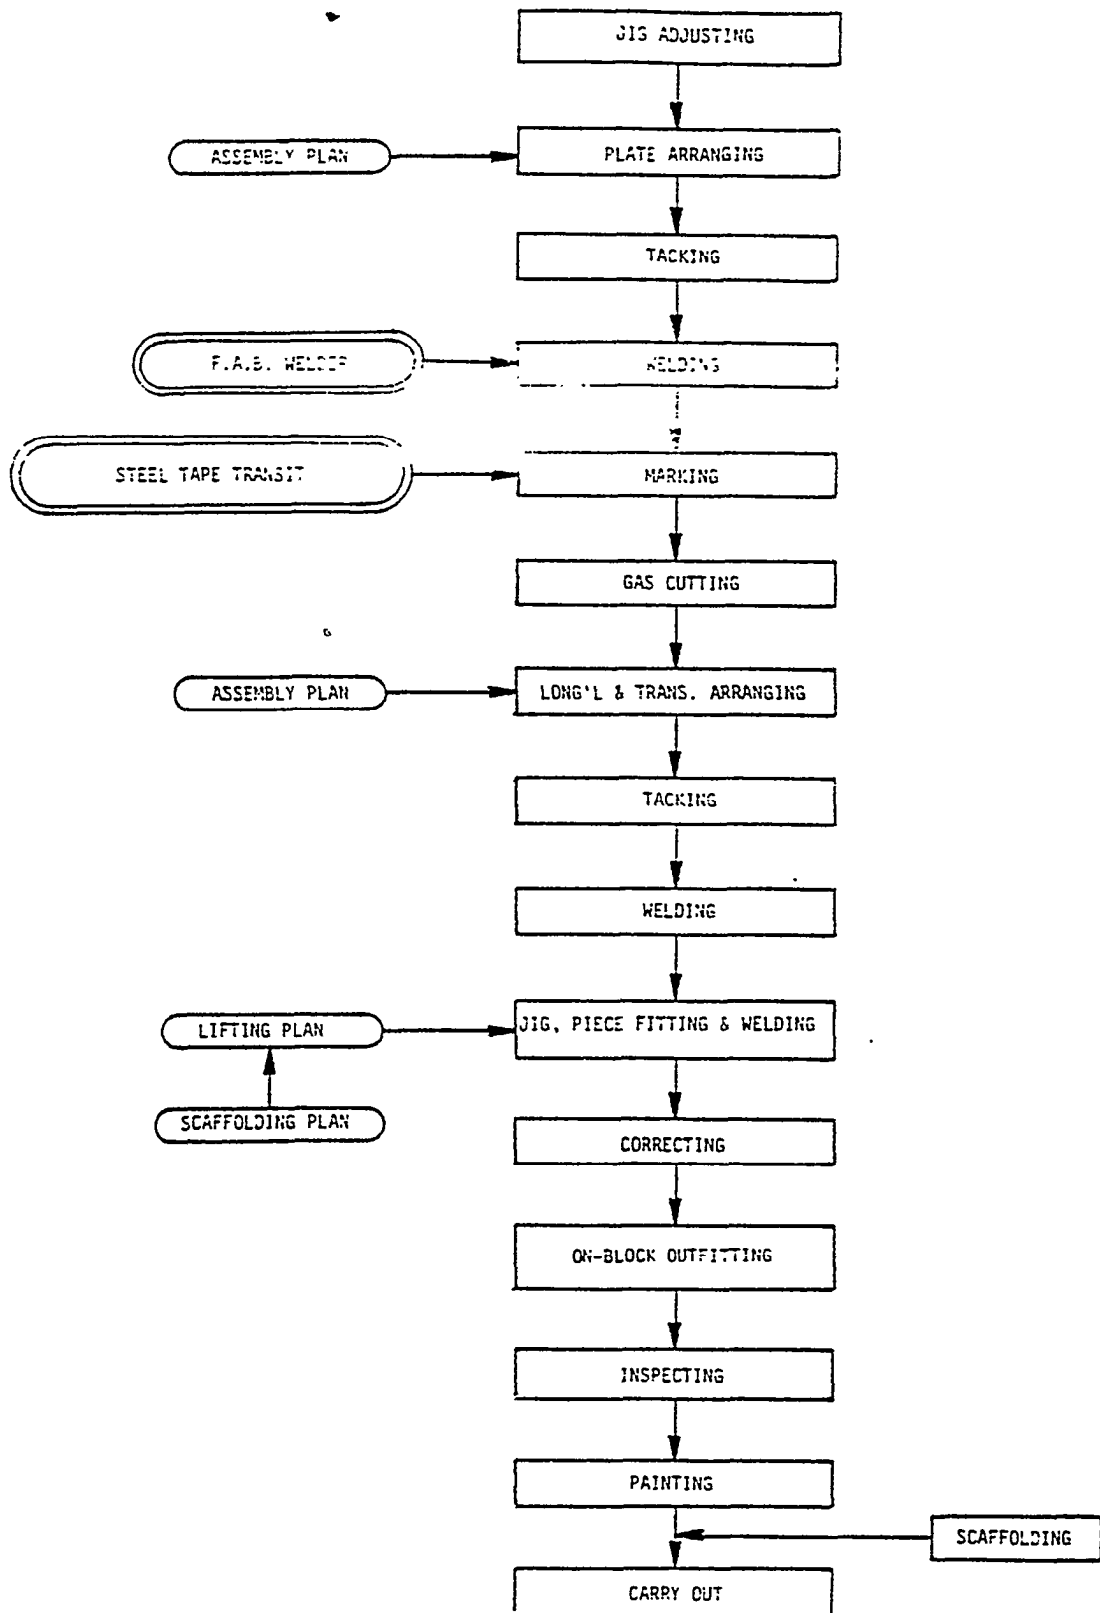 JIG ADJUSTING
ASSEMBLY PLAN
PLATE ARRANGING
TACKING
F.A.B. WELDER
WELDING
STEEL TAPE TRANSIT
MARKING
GAS CUTTING
ASSEMBLY PLAN
LONG'L & TRANS. ARRANGING
TACKING
WELDING
LIFTING PLAN
JIG, PIECE FITTING & WELDING
SCAFFOLDING PLAN
CORRECTING
ON-BLOCK OUTFITTING
INSPECTING
PAINTING
SCAFFOLDING
CARRY OUT